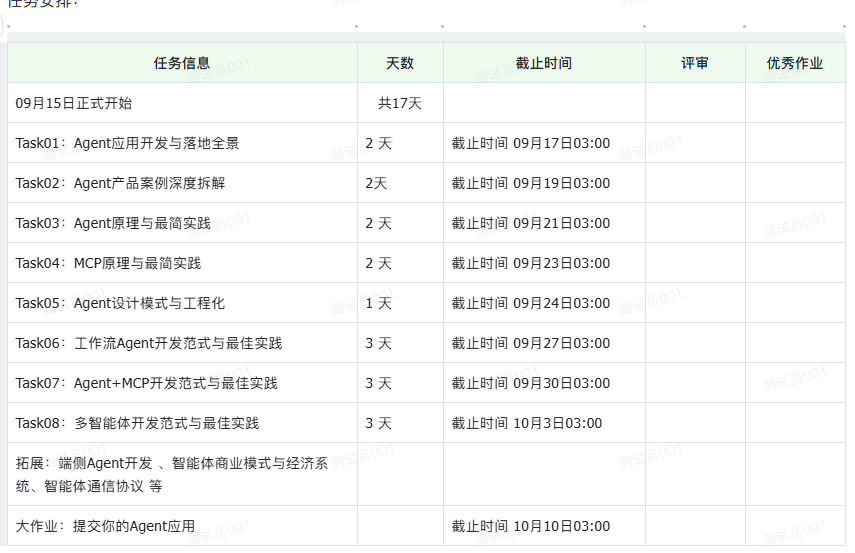 任务安排：
任务信息 天数 截止时间 评审 优秀作业
09月15日正式开始 共17天
Task01：Agent应用开发与落地全景 2 天 截止时间 09月17日03:00
Task02：Agent产品案例深度拆解 2天 截止时间 09月19日03:00
Task03：Agent原理与最简实践 2 天 截止时间 09月21日03:00
Task04：MCP原理与最简实践 2 天 截止时间 09月23日03:00
Task05：Agent设计模式与工程化 1 天 截止时间 09月24日03:00
Task06：工作流Agent开发范式与最佳实践 3 天 截止时间 09月27日03:00
Task07：Agent+MCP开发范式与最佳实践 3 天 截止时间 09月30日03:00
Task08：多智能体开发范式与最佳实践 3 天 截止时间 10月3日03:00
拓展：端侧Agent开发 、智能体商业模式与经济系
统、智能体通信协议 等
大作业：提交你的Agent应用 截止时间 10月10日03:00
测试员001